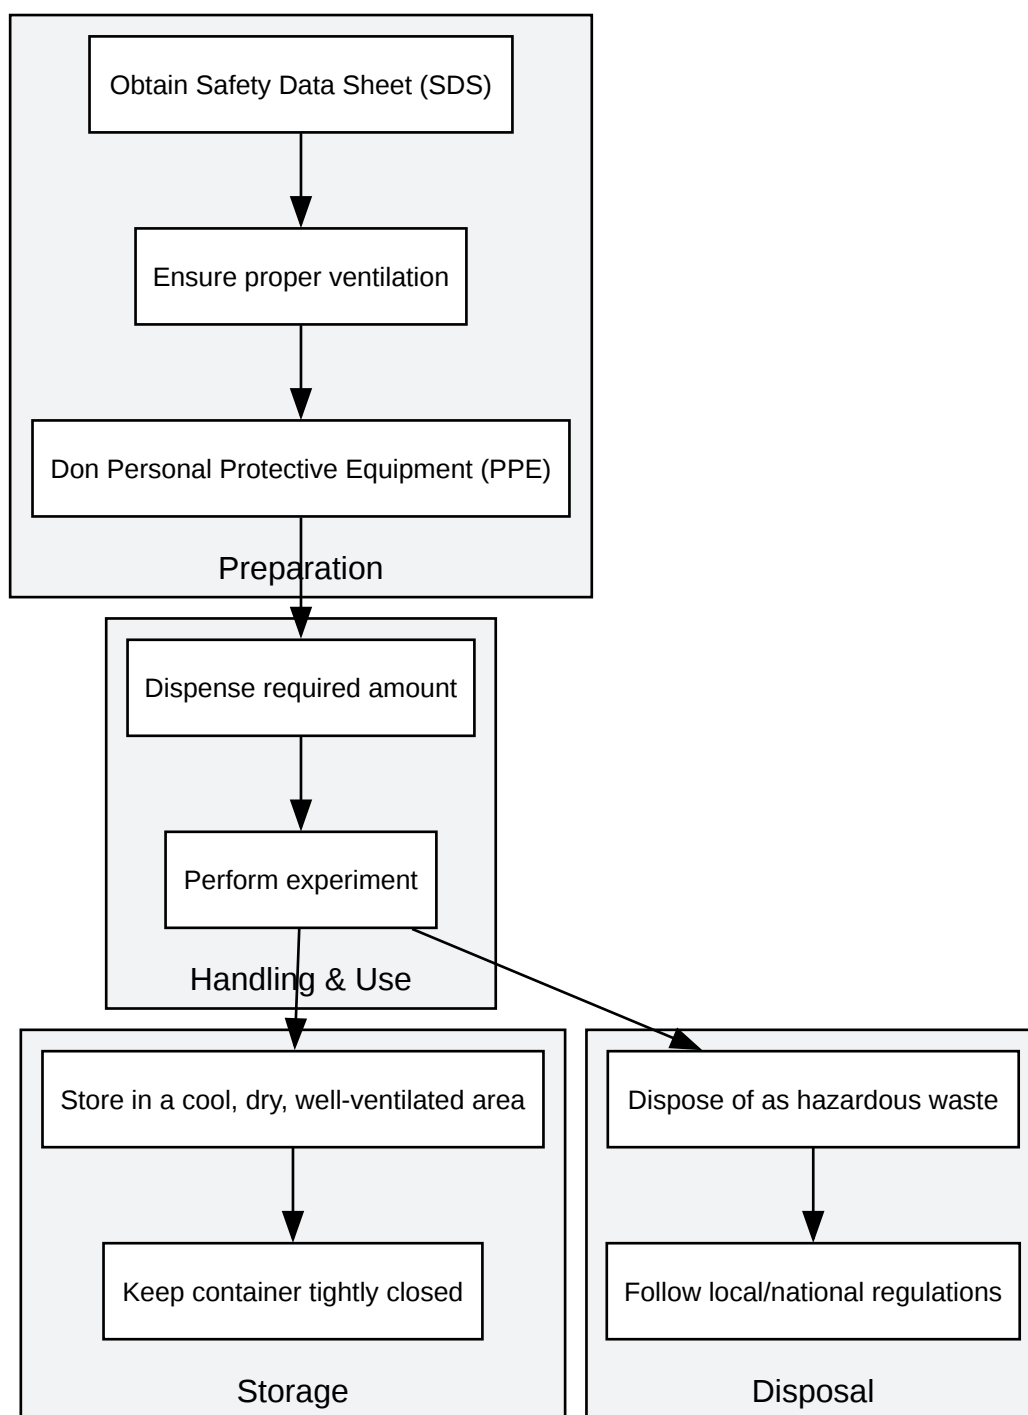 Obtain Safety Data Sheet (SDS)
Ensure proper ventilation
Don Personal Protective Equipment (PPE)
Preparation
Dispense required amount
Perform experiment
Handling & Use
Store in a cool, dry, well-ventilated area
Keep container tightly closed
Storage
Dispose of as hazardous waste
Follow local/national regulations
Disposal